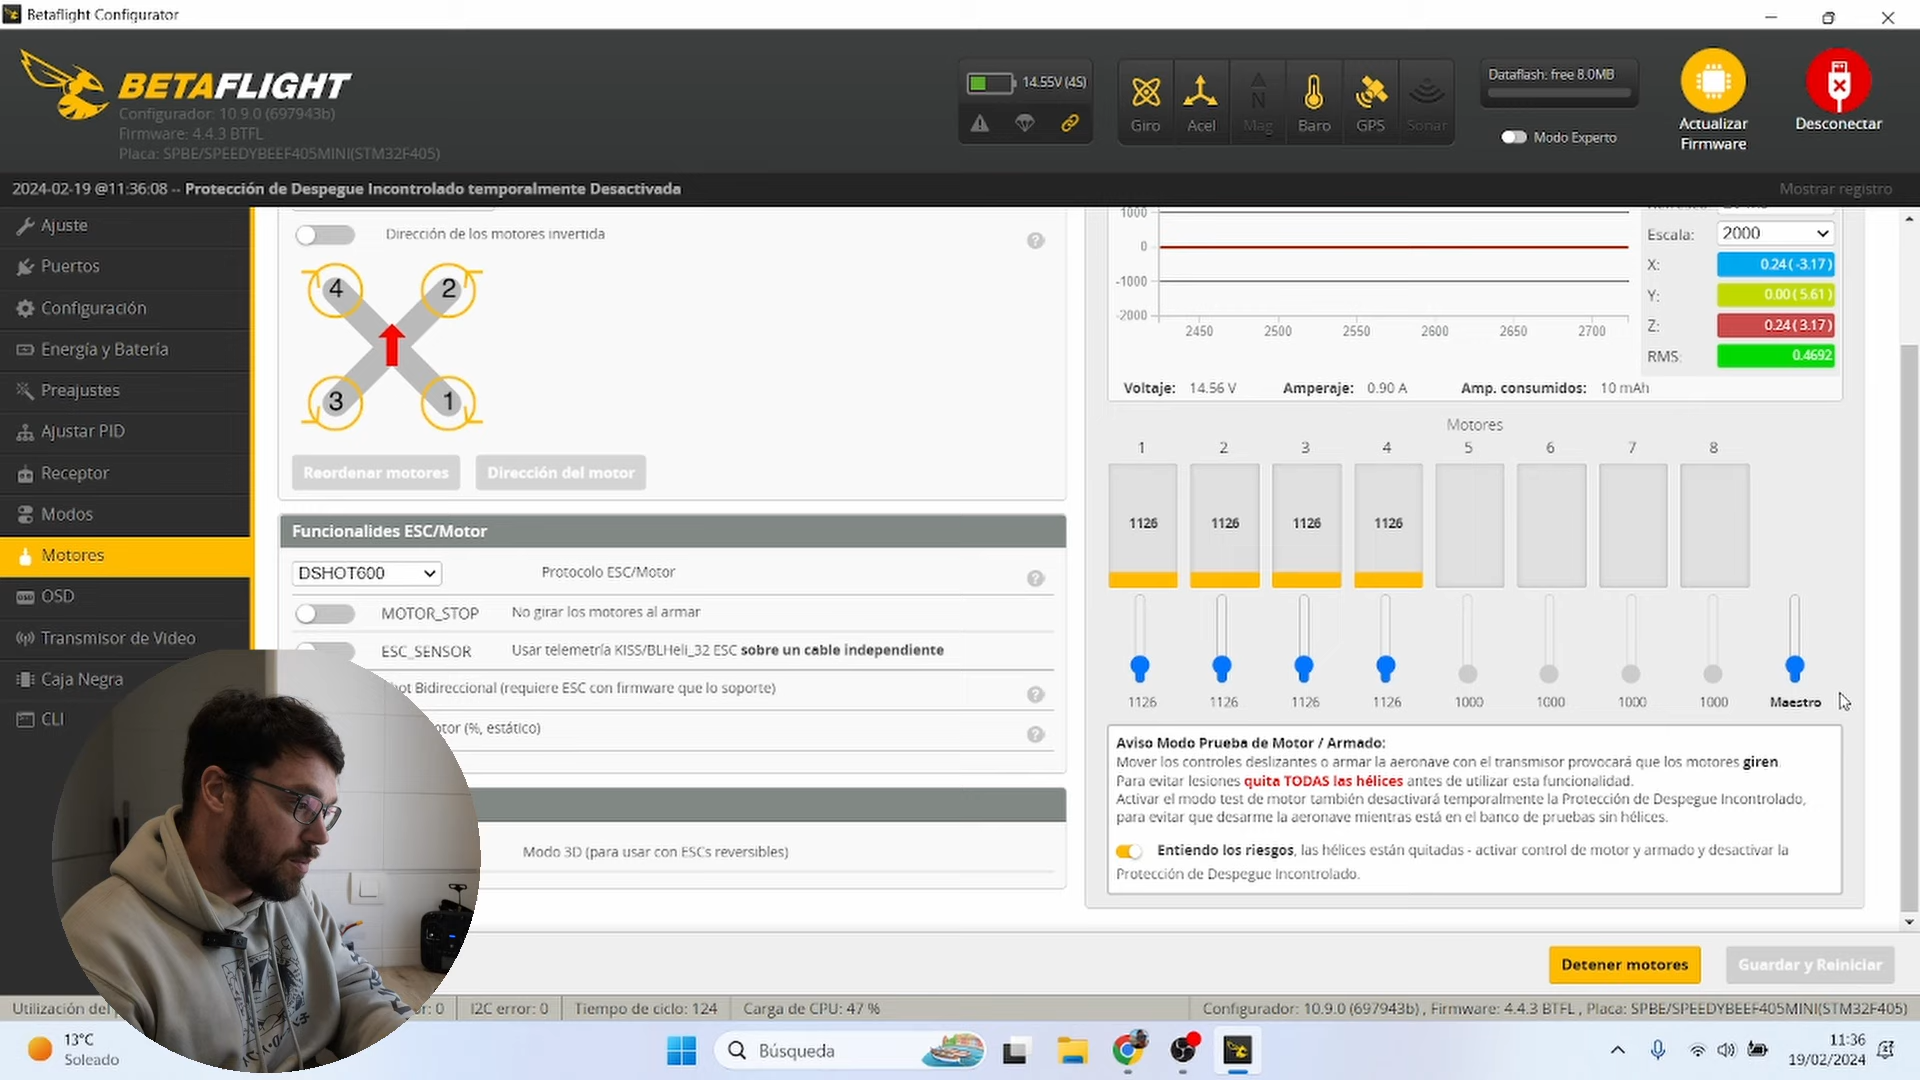 Betaflight Configurator
BETAFLIGHT
Configurador: 10.9.0 (697943b)
Firmware: 4.4.3 BTFL
Placa: SPBE/SPEEDYBEEF405MINI(STM32F405)
14.55V (4S)
Giro
Acel
Mag
Baro
GPS
Sonar
Dataflash: free 8.0MB
Modo Experto
Actualizar
Firmware
Desconectar
2024-02-19 @11:36:08 -- Protección de Despegue Incontrolado temporalmente Desactivada
Mostrar registro
Ajuste
Puertos
Configuración
Energía y Batería
Preajustes
Ajustar PID
Receptor
Modos
Motores
OSD
Transmisor de Video
Caja Negra
CLI
Dirección de los motores invertida
4
2
3
1
Reordenar motores
Dirección del motor
Funcionalides ESC/Motor
DSHOT600
Protocolo ESC/Motor
MOTOR_STOP
No girar los motores al armar
ESC_SENSOR
Usar telemetría KISS/BLHeli_32 ESC sobre un cable independiente
hot Bidireccional (requiere ESC con firmware que lo soporte)
otor (%, estático)
Modo 3D (para usar con ESCs reversibles)
1000
0
-1000
-2000
2450
2500
2550
2600
2650
2700
Escala:
2000
X:
0.24 ( -3.17 )
Y:
0.00 ( 5.61 )
Z:
0.24 ( 3.17 )
RMS:
0.4692
Voltaje: 14.56 V
Amperaje: 0.90 A
Amp. consumidos: 10 mAh
Motores
1 2 3 4 5 6 7 8
1126 1126 1126 1126
1126 1126 1126 1126 1000 1000 1000 1000 Maestro
Aviso Modo Prueba de Motor / Armado:
Mover los controles deslizantes o armar la aeronave con el transmisor provocará que los motores giren.
Para evitar lesiones quita TODAS las hélices antes de utilizar esta funcionalidad.
Activar el modo test de motor también desactivará temporalmente la Protección de Despegue Incontrolado,
para evitar que desarme la aeronave mientras está en el banco de pruebas sin hélices.
Entiendo los riesgos, las hélices están quitadas - activar control de motor y armado y desactivar la
Protección de Despegue Incontrolado.
Detener motores
Guardar y Reiniciar
Utilización del
r: 0
I2C error: 0
Tiempo de ciclo: 124
Carga de CPU: 47 %
Configurador: 10.9.0 (697943b) , Firmware: 4.4.3 BTFL , Placa: SPBE/SPEEDYBEEF405MINI(STM32F405)
13°C
Soleado
Búsqueda
11:36
19/02/2024